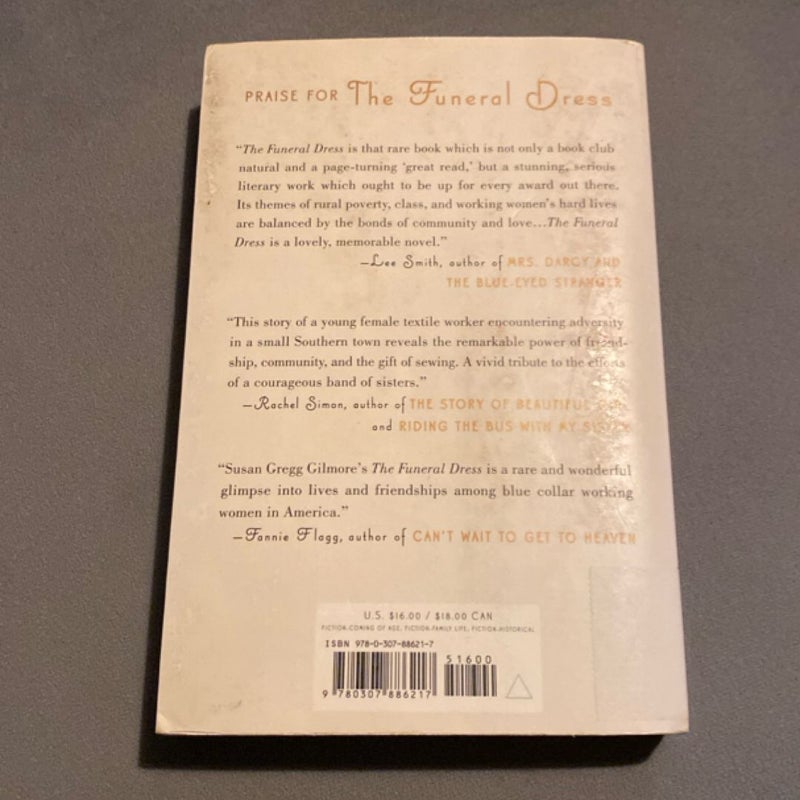 PRAISE FOR The Funeral Dress
"The Funeral Dress is that rare book which is not only a book club
natural and a page-turning 'great read,' but a stunning, serious
literary work which ought to be up for every award out there.
Its themes of rural poverty, class, and working women's hard lives
are balanced by the bonds of community and love...The Funeral
Dress is a lovely, memorable novel."
—Lee Smith, author of MRS. DARCY AND
THE BLUE-EYED STRANGER
"This story of a young female textile worker encountering adversity
in a small Southern town reveals the remarkable power of friend-
ship, community, and the gift of sewing. A vivid tribute to the efforts
of a courageous band of sisters."
—Rachel Simon, author of THE STORY OF BEAUTIFUL GIRL
and RIDING THE BUS WITH MY SISTER
"Susan Gregg Gilmore's The Funeral Dress is a rare and wonderful
glimpse into lives and friendships among blue collar working
women in America."
—Fannie Flagg, author of CAN'T WAIT TO GET TO HEAVEN
U.S. $16.00 / $18.00 CAN
FICTION-COMING OF AGE, FICTION-FAMILY LIFE, FICTION-HISTORICAL
ISBN 978-0-307-88621-7
51600
9 780307 886217